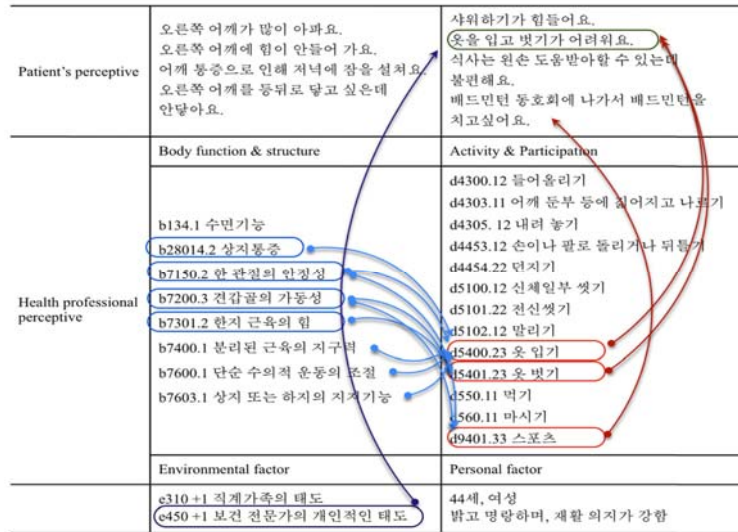 Patient's perceptive
오른쪽 어깨가 많이 아파요.
오른쪽 어깨에 힘이 안들어 가요.
어깨 통증으로 인해 저녁에 잠을 설쳐요.
오른쪽 어깨를 등뒤로 닿고 싶은데
안닿아요.
샤워하기가 힘들어요.
옷을 입고 벗기가 어려워요.
식사는 왼손 도움받아할 수 있는데
불편해요.
배드민턴 동호회에 나가서 배드민턴을
치고싶어요.
Body function & structure
Activity & Participation
Health professional
perceptive
b134.1 수면기능
b28014.2 상지통증
b7150.2 한 관절의 안정성
b7200.3 견갑골의 가동성
b7301.2 한지 근육의 힘
b7400.1 분리된 근육의 지구력
b7600.1 단순 수의적 운동의 조절
b7603.1 상지 또는 하지의 지지기능
d4300.12 들어올리기
d4303.11 어깨 둔부 등에 짊어지고 나르기
d4305. 12 내려 놓기
d4453.12 손이나 팔로 돌리거나 뒤틀기
d4454.22 던지기
d5100.12 신체일부 씻기
d5101.22 전신씻기
d5102.12 말리기
d5400.23 옷 입기
d5401.23 옷 벗기
d550.11 먹기
d560.11 마시기
d9401.33 스포츠
Environmental factor
Personal factor
e310 +1 직계가족의 태도
e450 +1 보건 전문가의 개인적인 태도
44세, 여성
밝고 명랑하며, 재활 의지가 강함